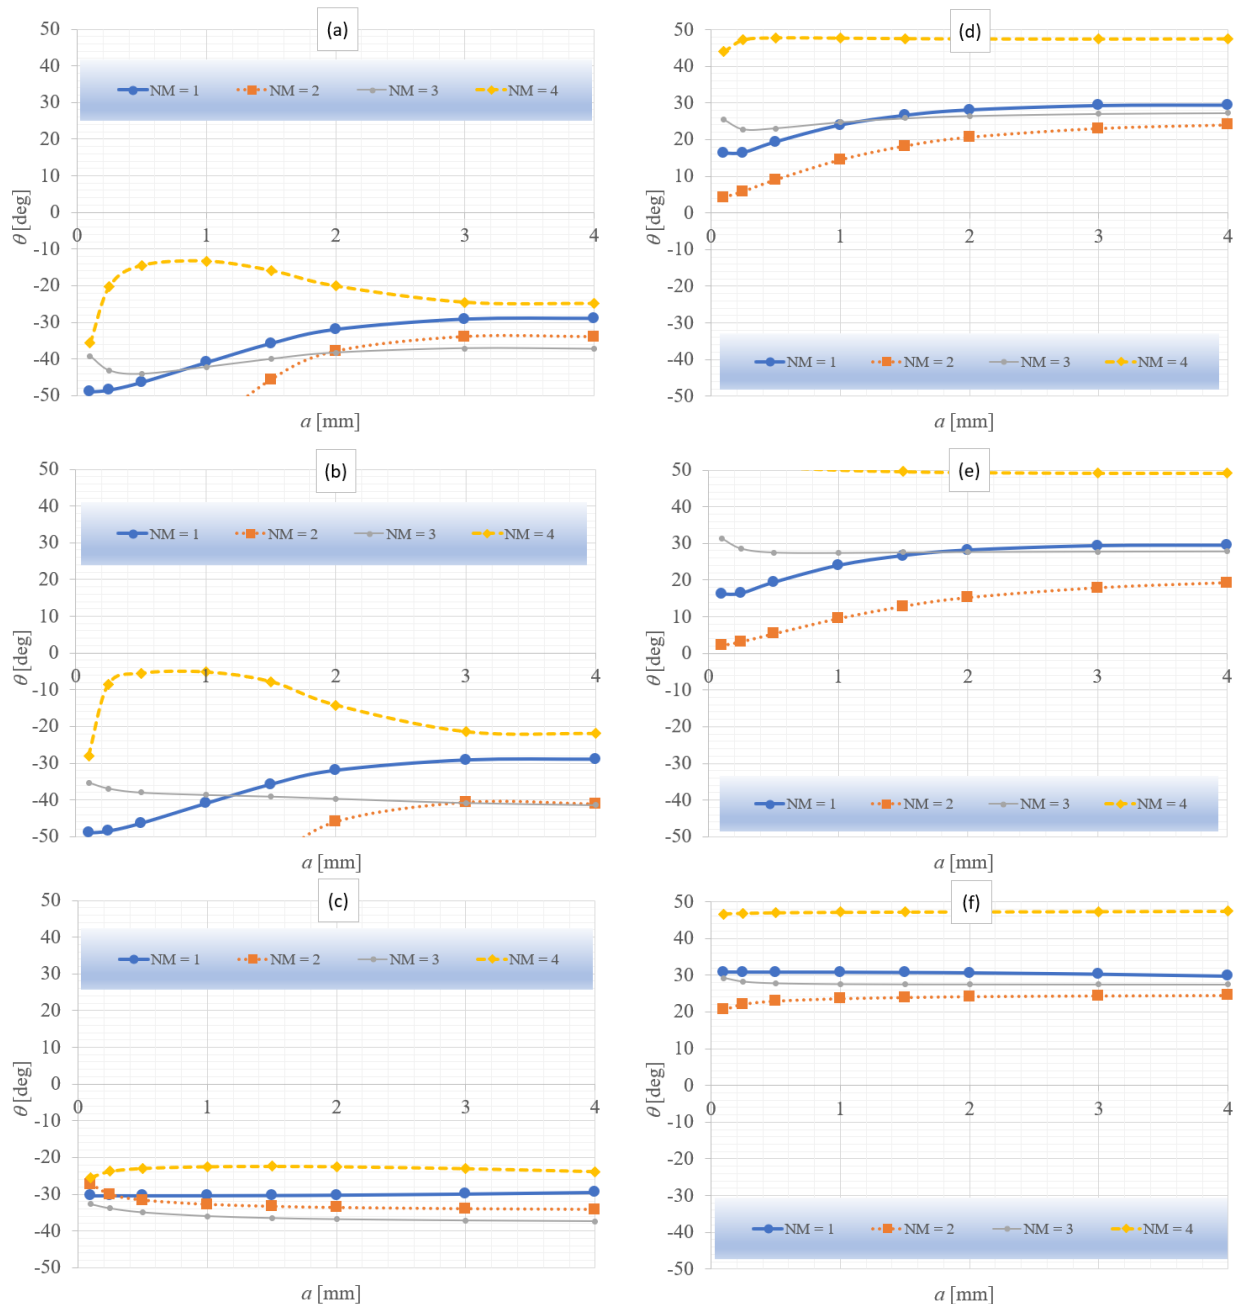 (a)
50
40
30
20
10
0
-10
-20
-30
-40
-50
0 1 2 3 4
NM = 1 NM = 2 NM = 3 NM = 4
θ [deg]
a [mm]
(d)
50
40
30
20
10
0
-10
-20
-30
-40
-50
0 1 2 3 4
NM = 1 NM = 2 NM = 3 NM = 4
θ [deg]
a [mm]
(b)
50
40
30
20
10
0
-10
-20
-30
-40
-50
0 1 2 3 4
NM = 1 NM = 2 NM = 3 NM = 4
θ [deg]
a [mm]
(e)
50
40
30
20
10
0
-10
-20
-30
-40
-50
0 1 2 3 4
NM = 1 NM = 2 NM = 3 NM = 4
θ [deg]
a [mm]
(c)
50
40
30
20
10
0
-10
-20
-30
-40
-50
0 1 2 3 4
NM = 1 NM = 2 NM = 3 NM = 4
θ [deg]
a [mm]
(f)
50
40
30
20
10
0
-10
-20
-30
-40
-50
0 1 2 3 4
NM = 1 NM = 2 NM = 3 NM = 4
θ [deg]
a [mm]